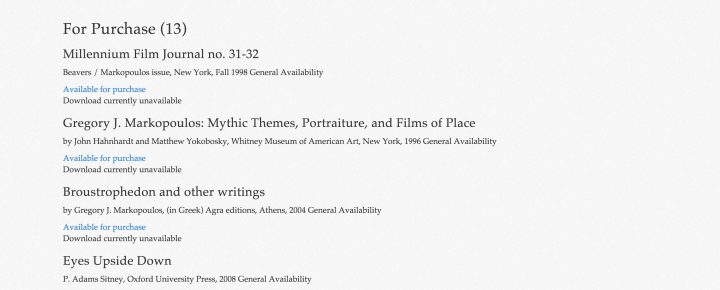 For Purchase (13)
Millennium Film Journal no. 31-32
Beavers / Markopoulos issue, New York, Fall 1998 General Availability
Available for purchase
Download currently unavailable
Gregory J. Markopoulos: Mythic Themes, Portraiture, and Films of Place
by John Hahnhardt and Matthew Yokobosky, Whitney Museum of American Art, New York, 1996 General Availability
Available for purchase
Download currently unavailable
Broustrophedon and other writings
by Gregory J. Markopoulos, (in Greek) Agra editions, Athens, 2004 General Availability
Available for purchase
Download currently unavailable
Eyes Upside Down
P. Adams Sitney, Oxford University Press, 2008 General Availability